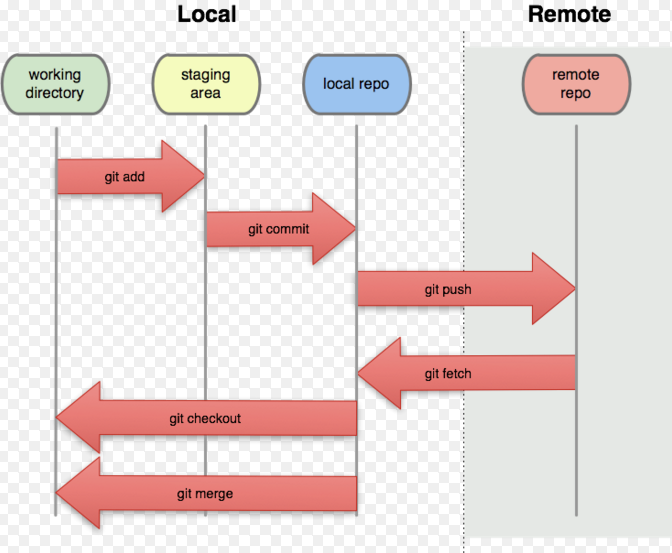 Local
Remote
working
directory
staging
area
local repo
remote
repo
git add
git commit
git push
git fetch
git checkout
git merge